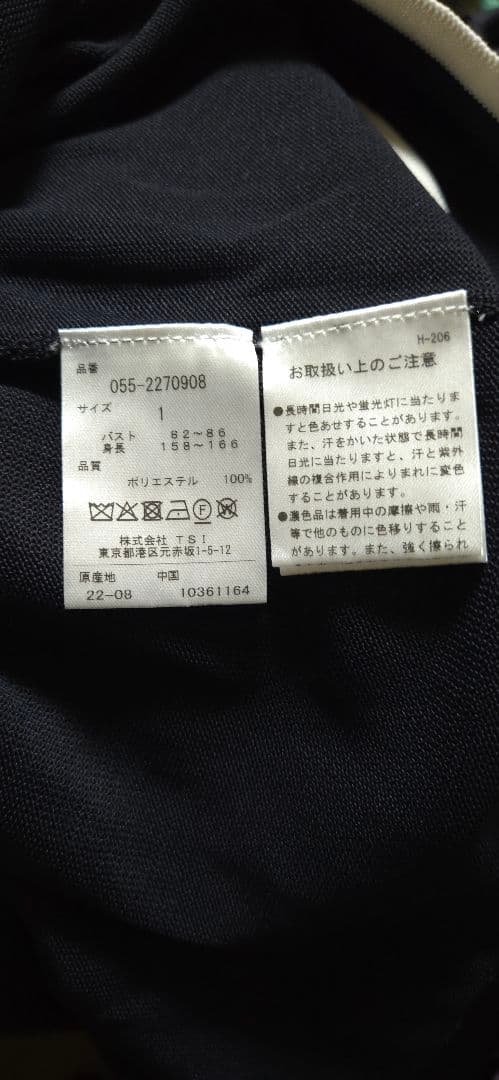 品番
055-2270908
サイズ
1
バスト 82～86
身長 158～166
品質
ポリエステル 100%
F W
株式会社 TSI
東京都港区元赤坂1-5-12
原産地 中国
22-08 10361164
H-206
お取扱い上のご注意
●長時間日光や蛍光灯に当たりま
すと色あせすることがあります。
また、汗をかいた状態で長時間
日光に当たりますと、汗と紫外
線の複合作用によりまれに変色
することがあります。
●濃色品は着用中の摩擦や雨・汗
等で他のものに色移りすること
があります。また、強く擦られ